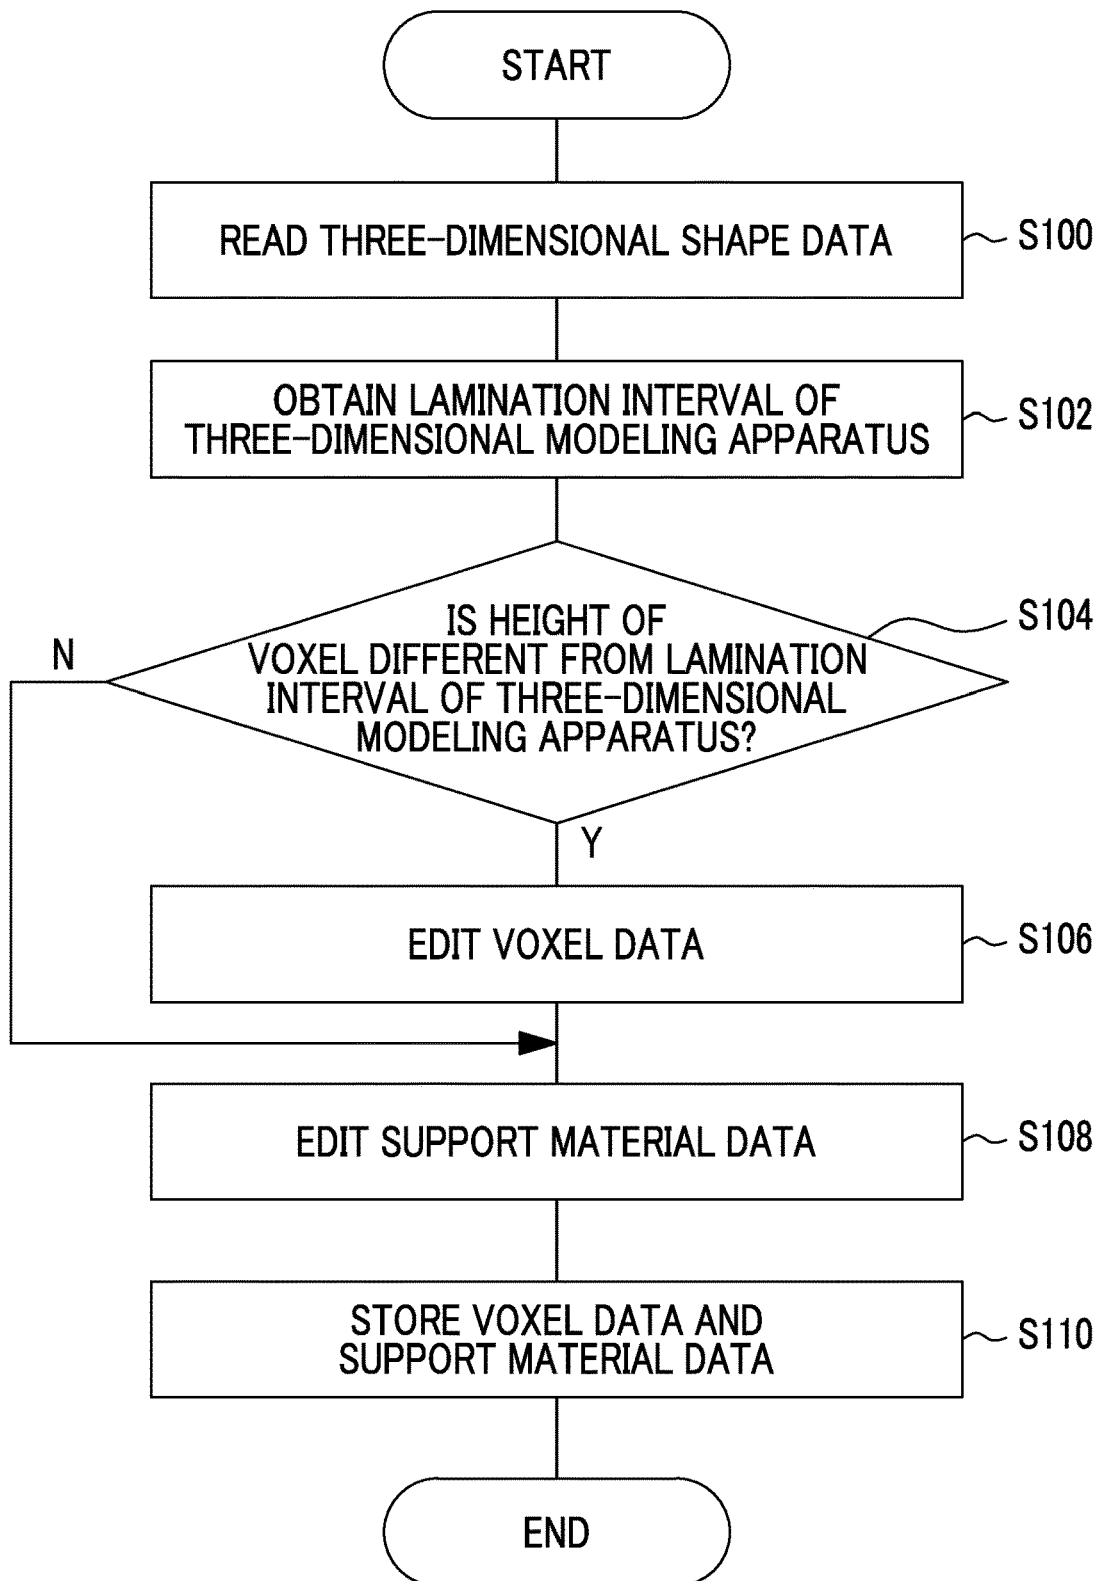 START
READ THREE-DIMENSIONAL SHAPE DATA
S100
OBTAIN LAMINATION INTERVAL OF
THREE-DIMENSIONAL MODELING APPARATUS
S102
IS HEIGHT OF
VOXEL DIFFERENT FROM LAMINATION
INTERVAL OF THREE-DIMENSIONAL
MODELING APPARATUS?
S104
N
Y
EDIT VOXEL DATA
S106
EDIT SUPPORT MATERIAL DATA
S108
STORE VOXEL DATA AND
SUPPORT MATERIAL DATA
S110
END